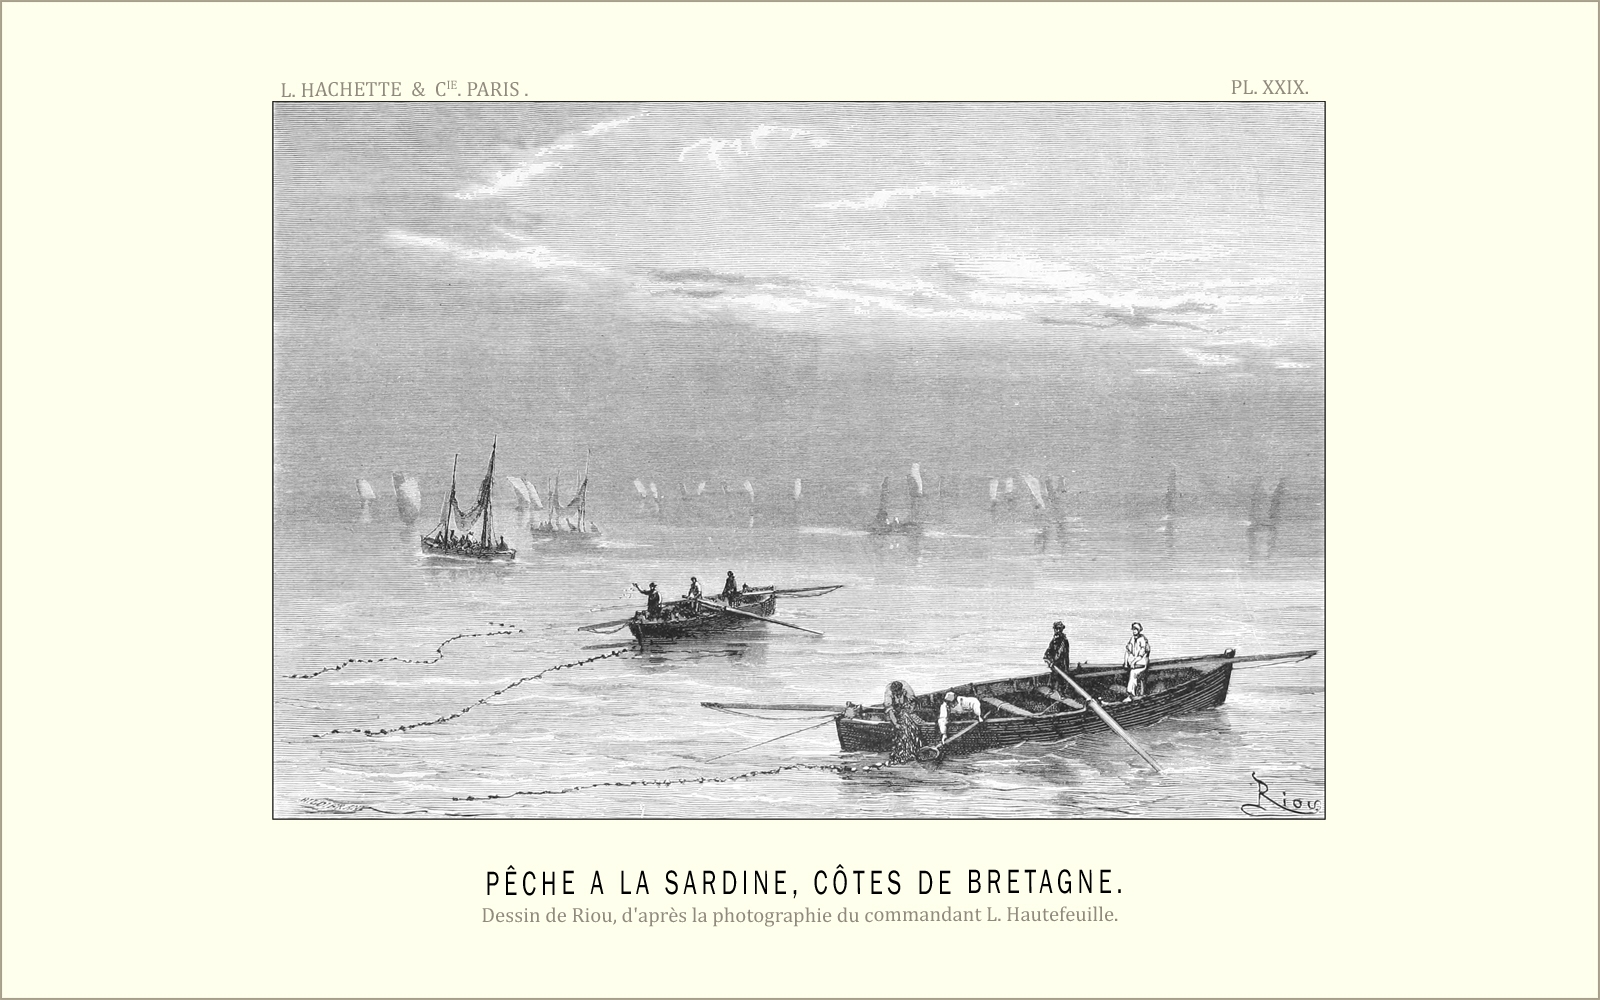 L. HACHETTE & CIE. PARIS.
PL. XXIX.
Riou
PÊCHE A LA SARDINE, CÔTES DE BRETAGNE.
Dessin de Riou, d'après la photographie du commandant L. Hautefeuille.